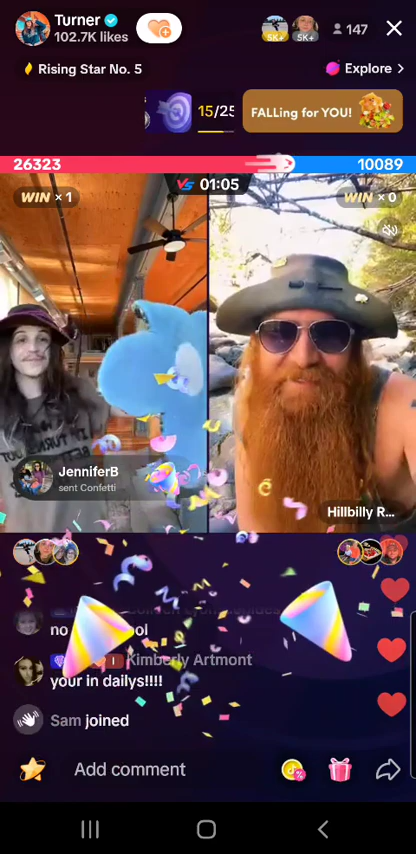 Turner
102.7K likes
5K+
5K+
147
Rising Star No. 5
Explore >
15/25
FALLing for YOU!
26323
10089
VS 01:05
WIN × 1
WIN × 0
JenniferB
sent Confetti
Hillbilly R...
no
ool
Kimberly Artmont
your in dailys!!!!
Sam joined
Add comment